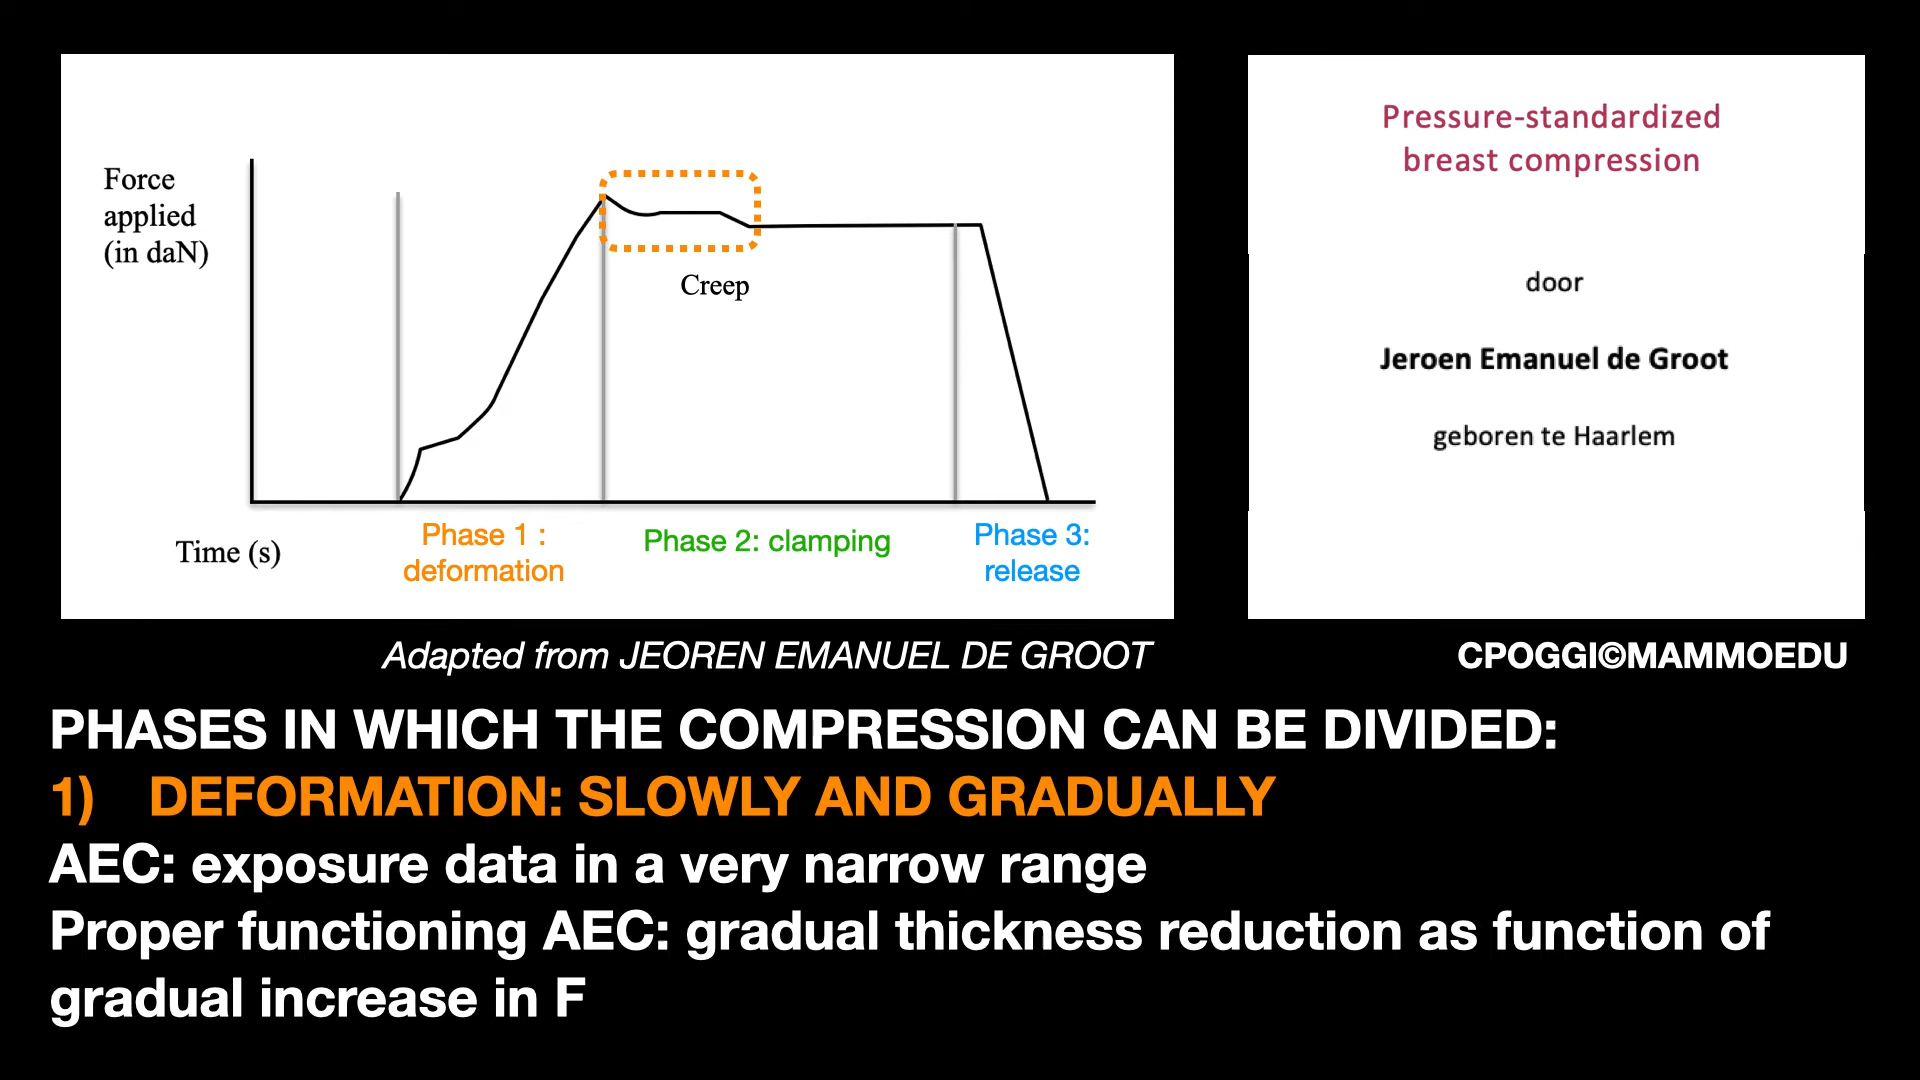 Force
applied
(in daN)
Creep
Time (s)
Phase 1 :
deformation
Phase 2: clamping
Phase 3:
release
Pressure-standardized
breast compression
door
Jeroen Emanuel de Groot
geboren te Haarlem
Adapted from JEOREN EMANUEL DE GROOT
CPOGGI©MAMMOEDU
PHASES IN WHICH THE COMPRESSION CAN BE DIVIDED:
1) DEFORMATION: SLOWLY AND GRADUALLY
AEC: exposure data in a very narrow range
Proper functioning AEC: gradual thickness reduction as function of
gradual increase in F